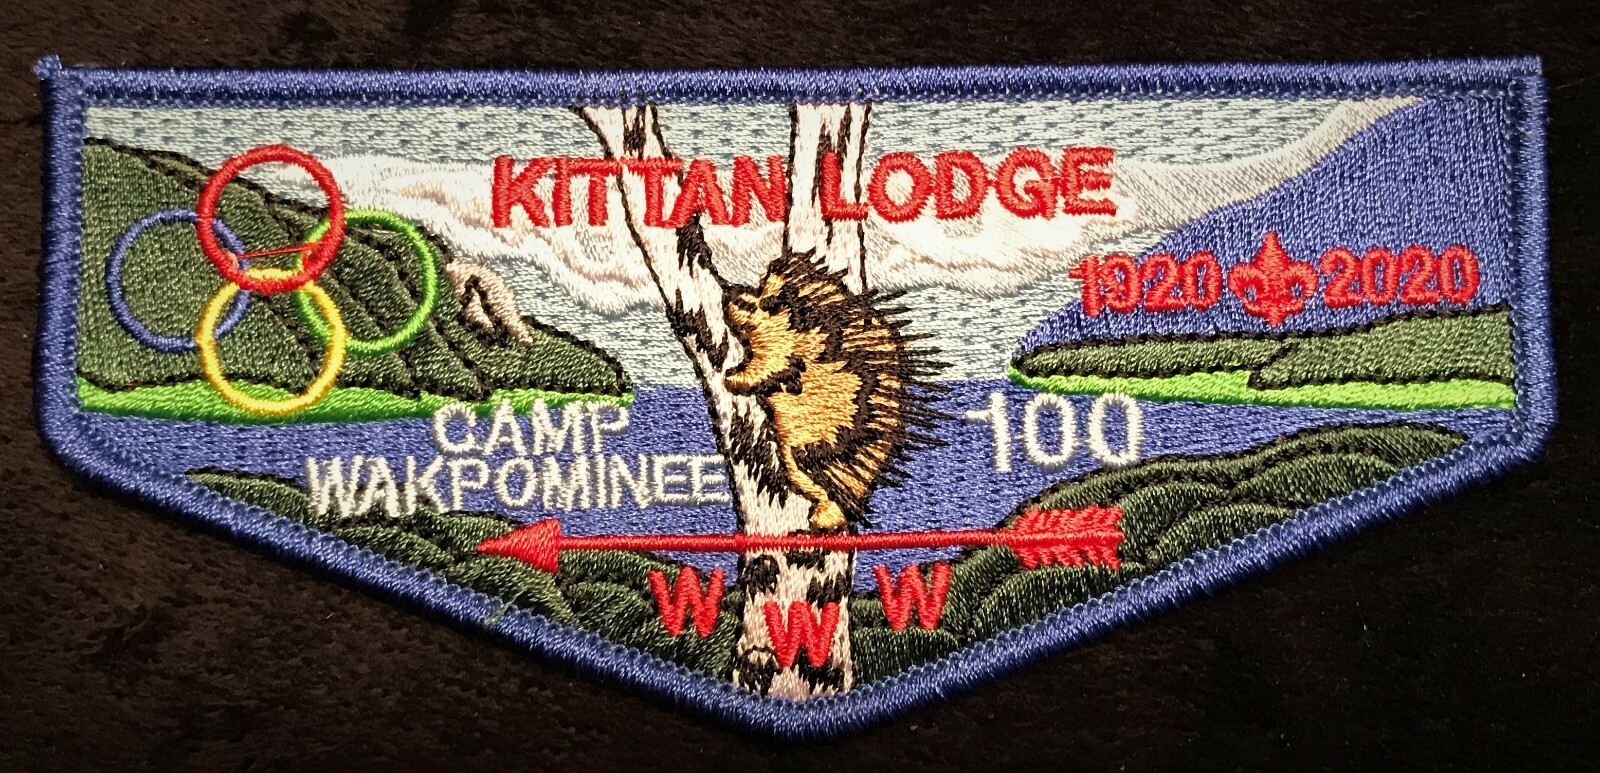 KITTAN LODGE
1920 2020
CAMP
WAKPOMINEE
100
W W W